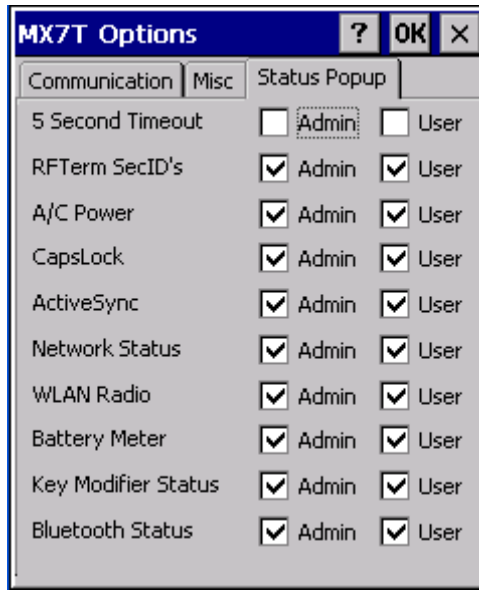 MX7T Options ? OK ×
Communication Misc Status Popup
5 Second Timeout Admin User
RFTerm SecID's Admin User
A/C Power Admin User
CapsLock Admin User
ActiveSync Admin User
Network Status Admin User
WLAN Radio Admin User
Battery Meter Admin User
Key Modifier Status Admin User
Bluetooth Status Admin User